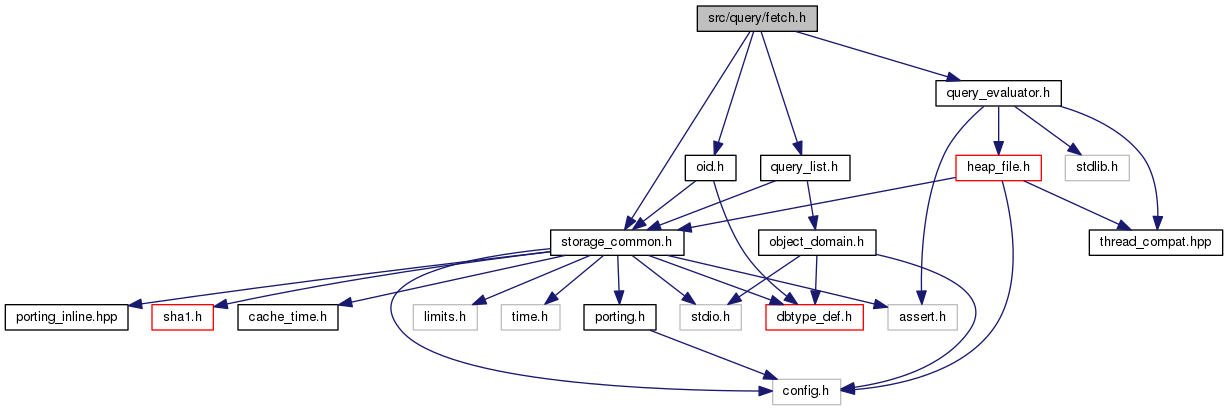 src/query/fetch.h
query_evaluator.h
oid.h
query_list.h
heap_file.h
stdlib.h
storage_common.h
object_domain.h
thread_compat.hpp
porting_inline.hpp
sha1.h
cache_time.h
limits.h
time.h
porting.h
stdio.h
dbtype_def.h
assert.h
config.h